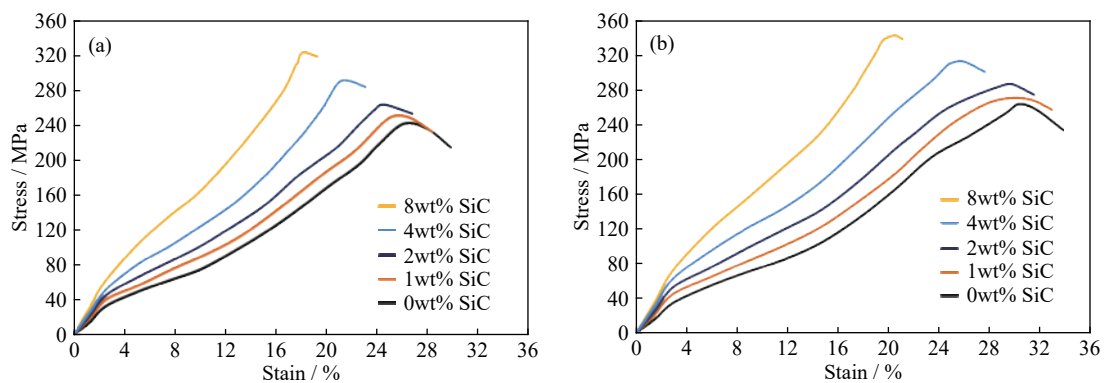 (a)
Stress / MPa
360
320
280
240
200
160
120
80
40
0
0 4 8 12 16 20 24 28 32 36
Stain / %
8wt% SiC
4wt% SiC
2wt% SiC
1wt% SiC
0wt% SiC
(b)
Stress / MPa
360
320
280
240
200
160
120
80
40
0
0 4 8 12 16 20 24 28 32 36
Stain / %
8wt% SiC
4wt% SiC
2wt% SiC
1wt% SiC
0wt% SiC